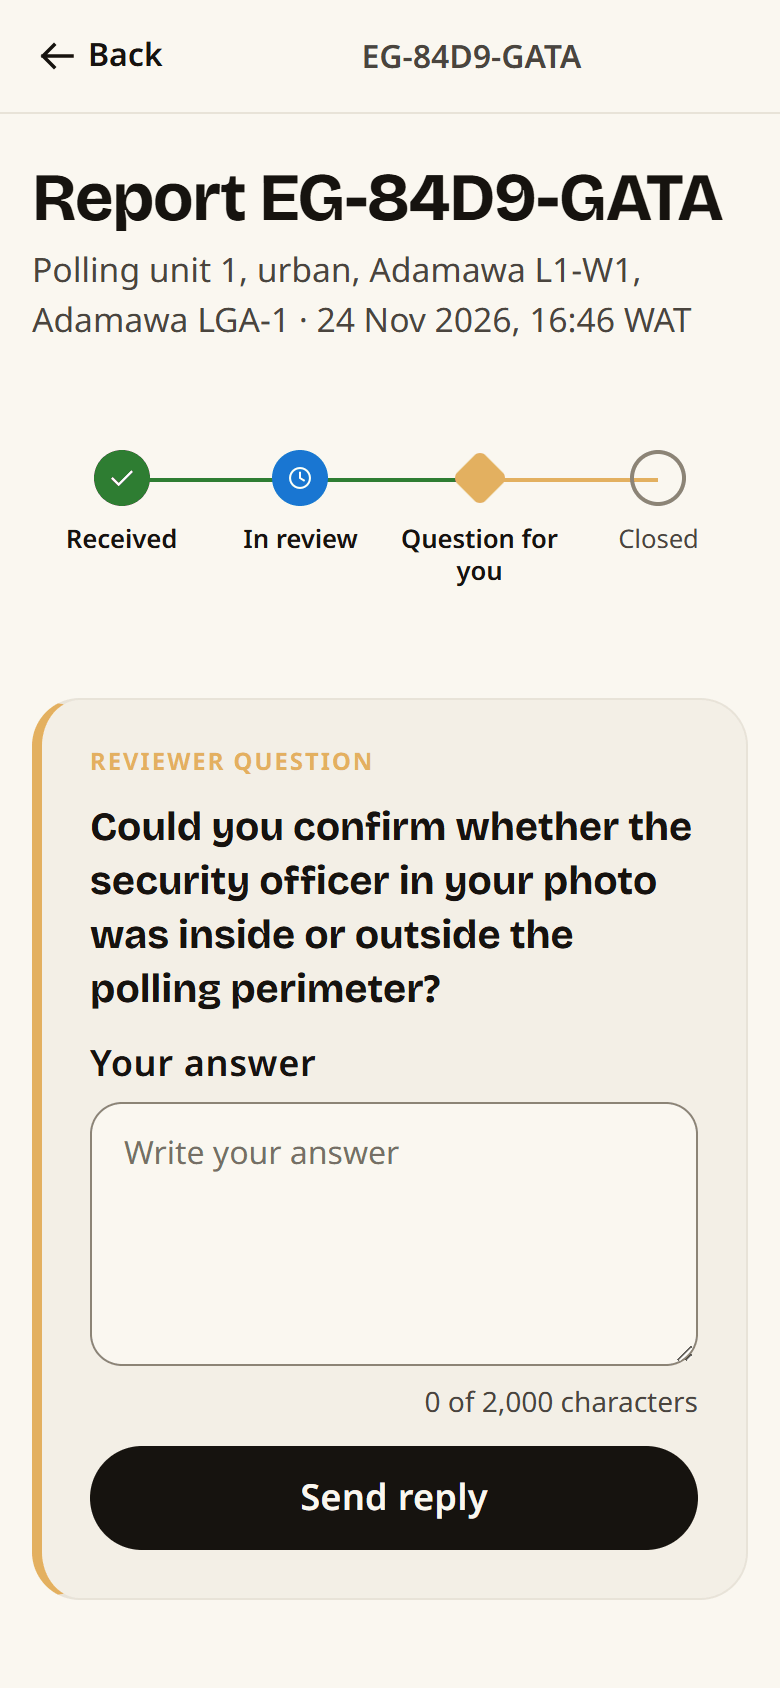 Back
EG-84D9-GATA
Report EG-84D9-GATA
Polling unit 1, urban, Adamawa L1-W1,
Adamawa LGA-1 · 24 Nov 2026, 16:46 WAT
Received
In review
Question for
you
Closed
REVIEWER QUESTION
Could you confirm whether the
security officer in your photo
was inside or outside the
polling perimeter?
Your answer
Write your answer
0 of 2,000 characters
Send reply